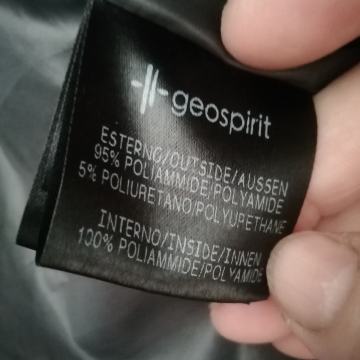 geospirit
ESTERNO/OUTSIDE/AUSSEN
95% POLIAMMIDE/POLYAMIDE
5% POLIURETANO/POLYURETHANE
INTERNO/INSIDE/INNEN
100% POLIAMMIDE/POLYAMIDE